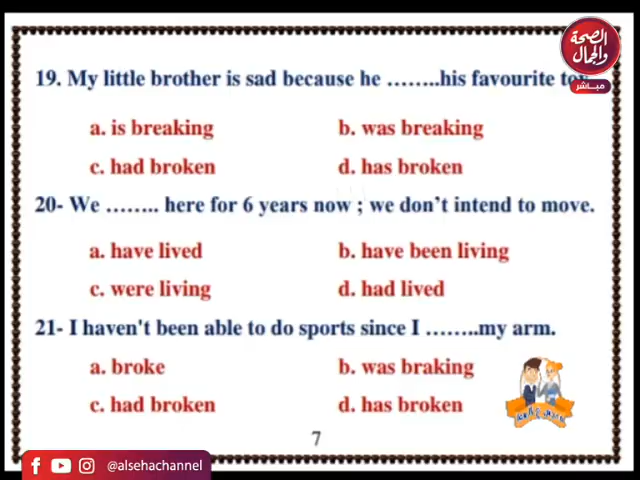 الصحة
والجمال
مباشر
19. My little brother is sad because he ........his favourite toy.
a. is breaking b. was breaking
c. had broken d. has broken
20- We ........ here for 6 years now ; we don't intend to move.
a. have lived b. have been living
c. were living d. had lived
21- I haven't been able to do sports since I ........my arm.
a. broke b. was braking
c. had broken d. has broken
7
@alsehachannel